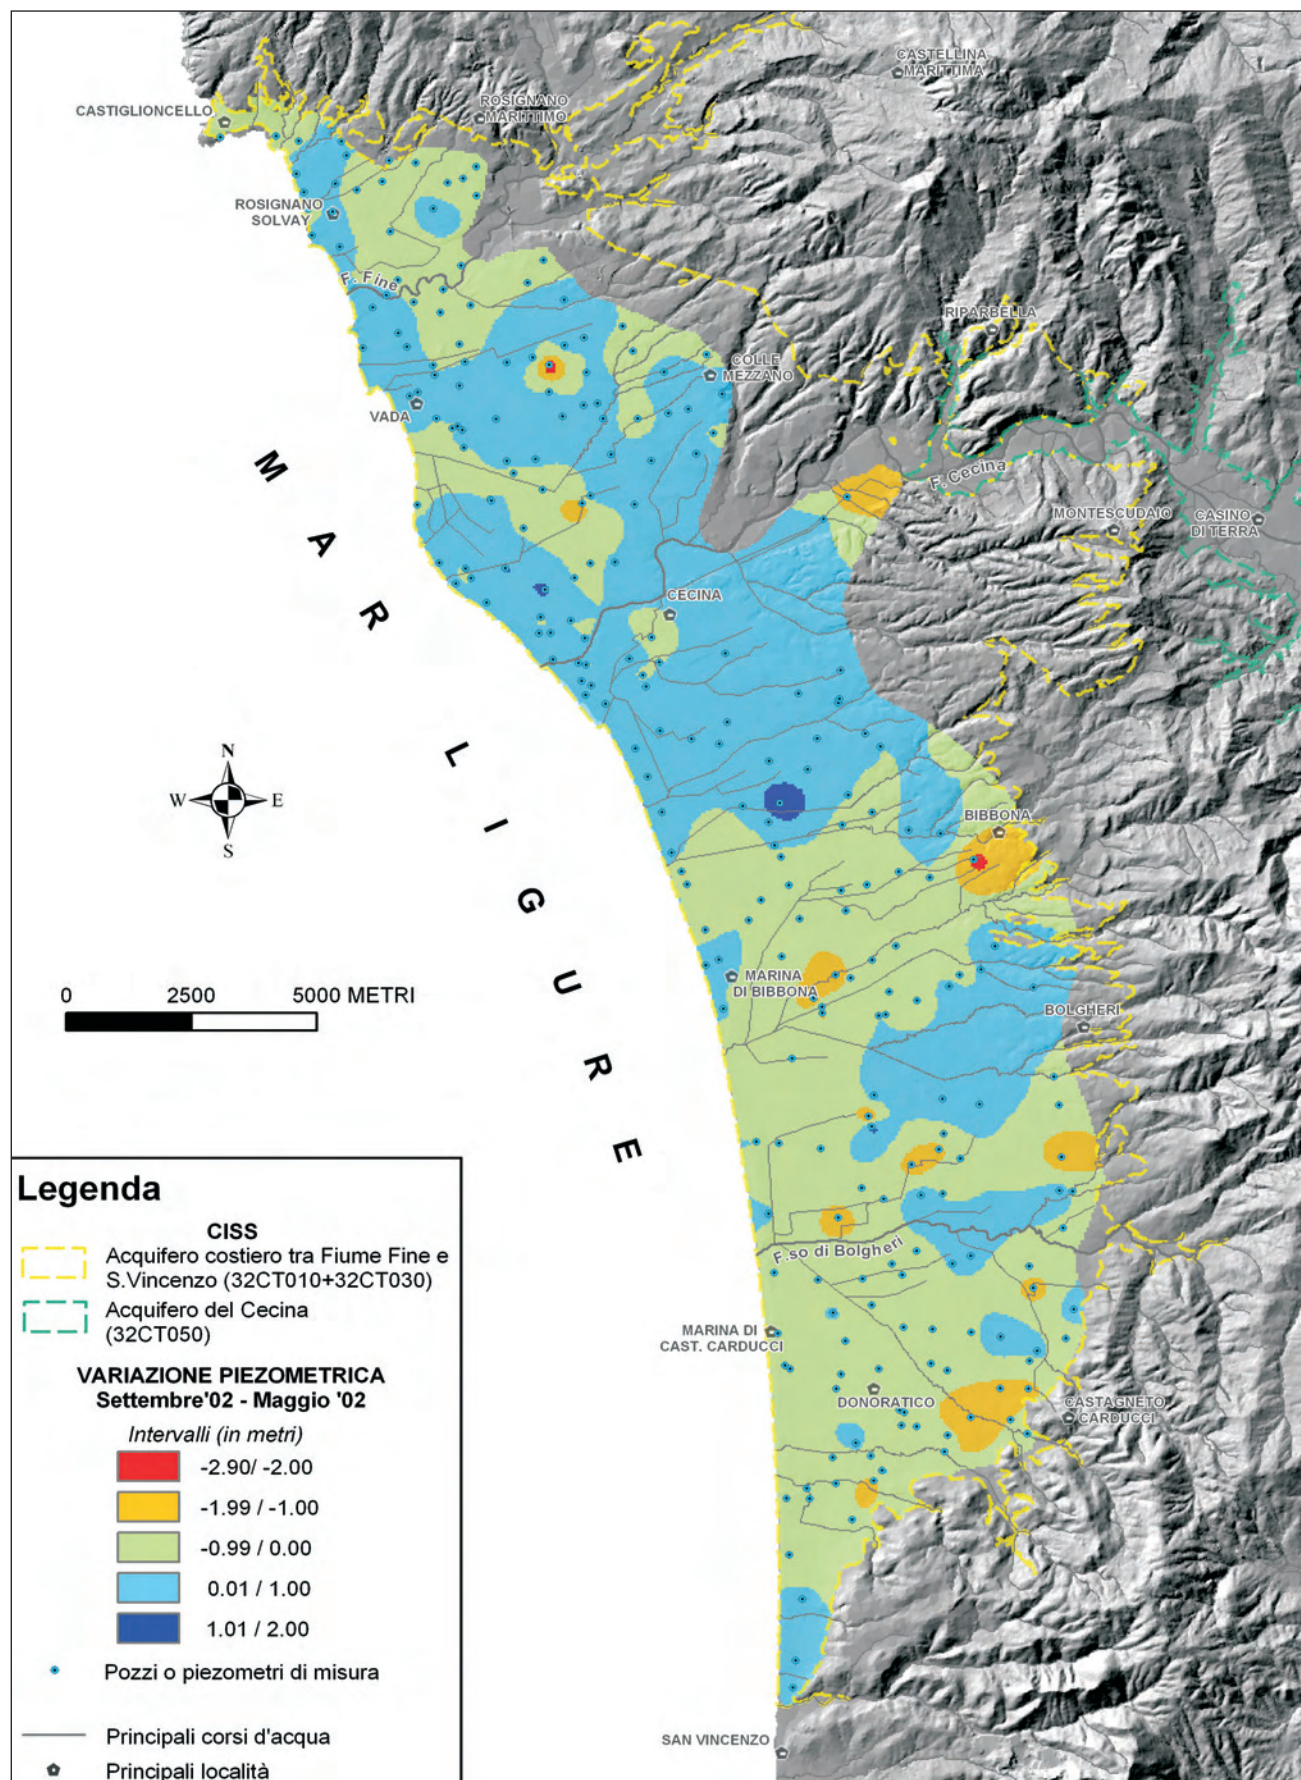 CASTELLINA
MARITTIMA
CASTIGLIONCELLO
ROSIGNANO
MARITTIMO
ROSIGNANO
SOLVAY
F. Fine
RIPARBELLA
COLLE
MEZZANO
VADA
F. Cecina
MONTESCUDAIO
CASINO
DI TERRA
CECINA
MAR LIGURE
N
W E
S
BIBBONA
MARINA
DI BIBBONA
0 2500 5000 METRI
BOLGHERI
F.so di Bolgheri
MARINA DI
CAST. CARDUCCI
DONORATICO
CASTAGNETO
CARDUCCI
SAN VINCENZO
Legenda
CISS
Acquifero costiero tra Fiume Fine e
S.Vincenzo (32CT010+32CT030)
Acquifero del Cecina
(32CT050)
VARIAZIONE PIEZOMETRICA
Settembre'02 - Maggio '02
Intervalli (in metri)
-2.90/ -2.00
-1.99 / -1.00
-0.99 / 0.00
0.01 / 1.00
1.01 / 2.00
Pozzi o piezometri di misura
Principali corsi d'acqua
Principali località